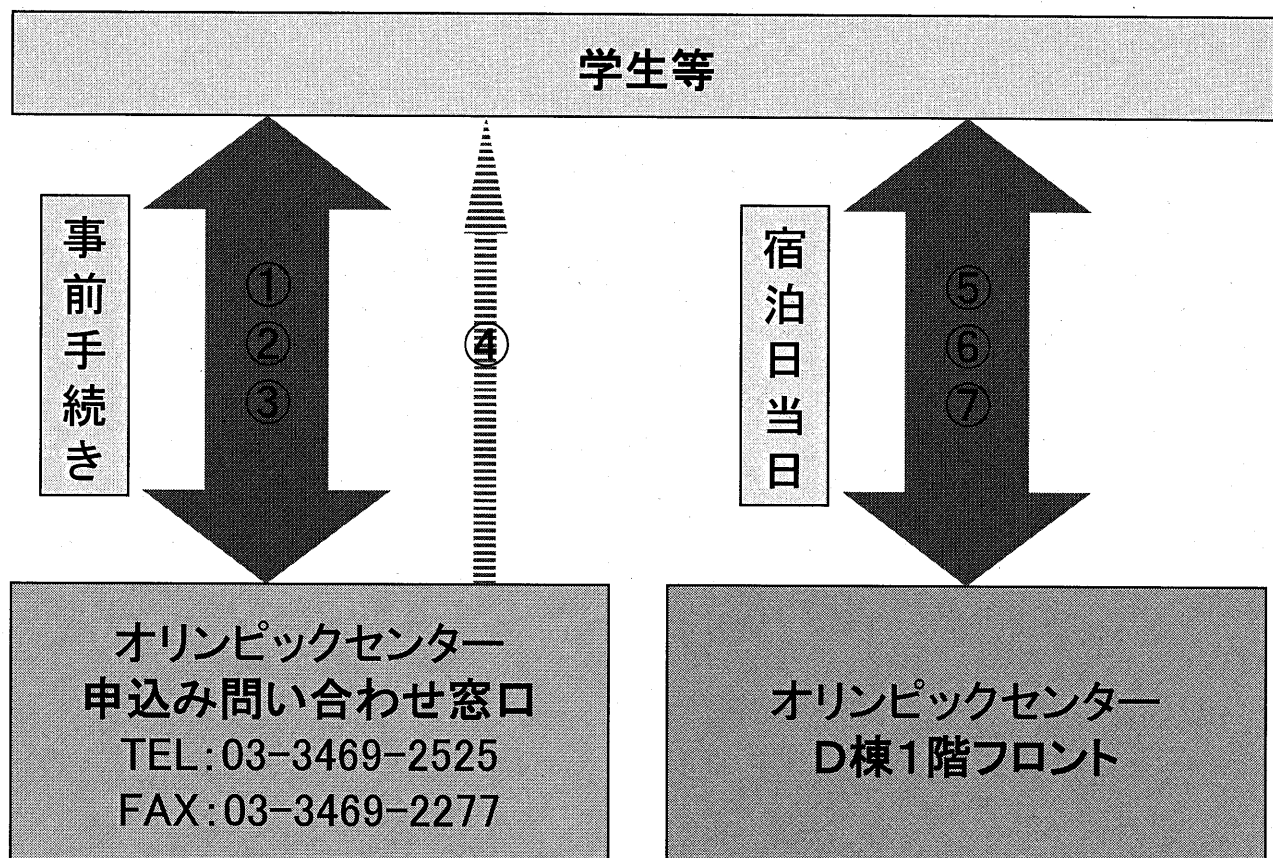 学生等
事前手続き
①
②
③
④
宿泊日当日
⑤
⑥
⑦
オリンピックセンター
申込み問い合わせ窓口
TEL:03-3469-2525
FAX:03-3469-2277
オリンピックセンター
D棟1階フロント